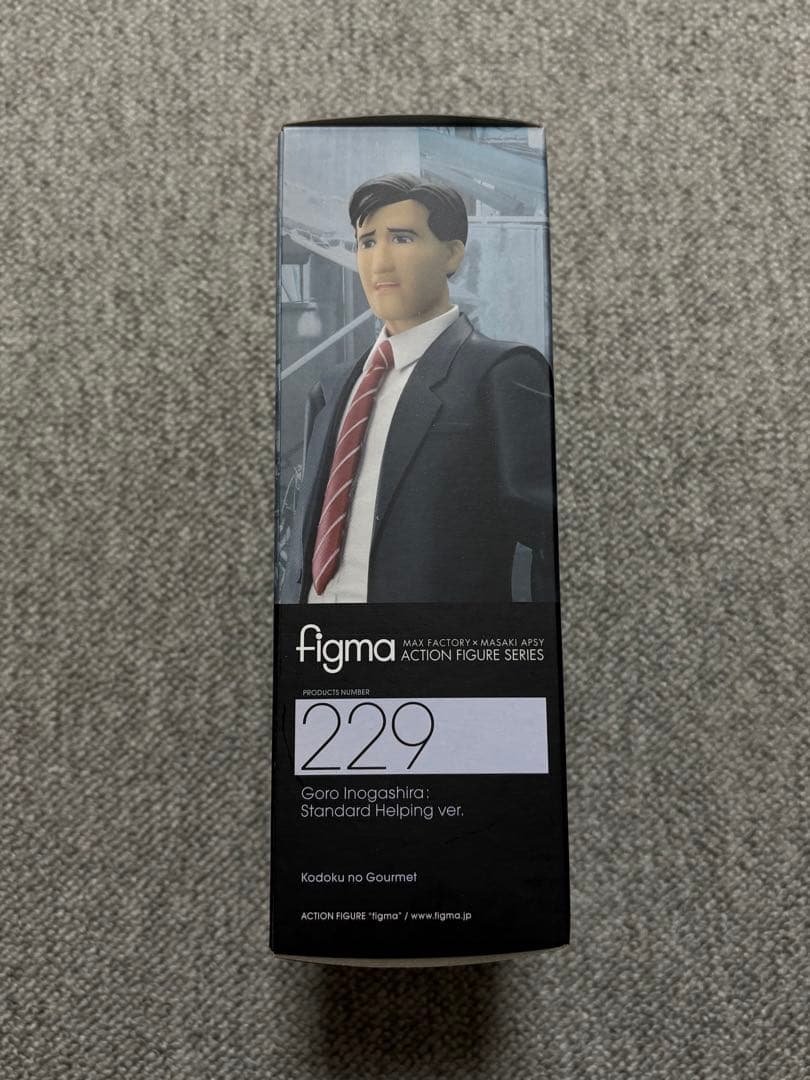 figma MAX FACTORY × MASAKI APSY
ACTION FIGURE SERIES
PRODUCTS NUMBER
229
Goro Inogashira:
Standard Helping ver.
Kodoku no Gourmet
ACTION FIGURE "figma" / www.figma.jp